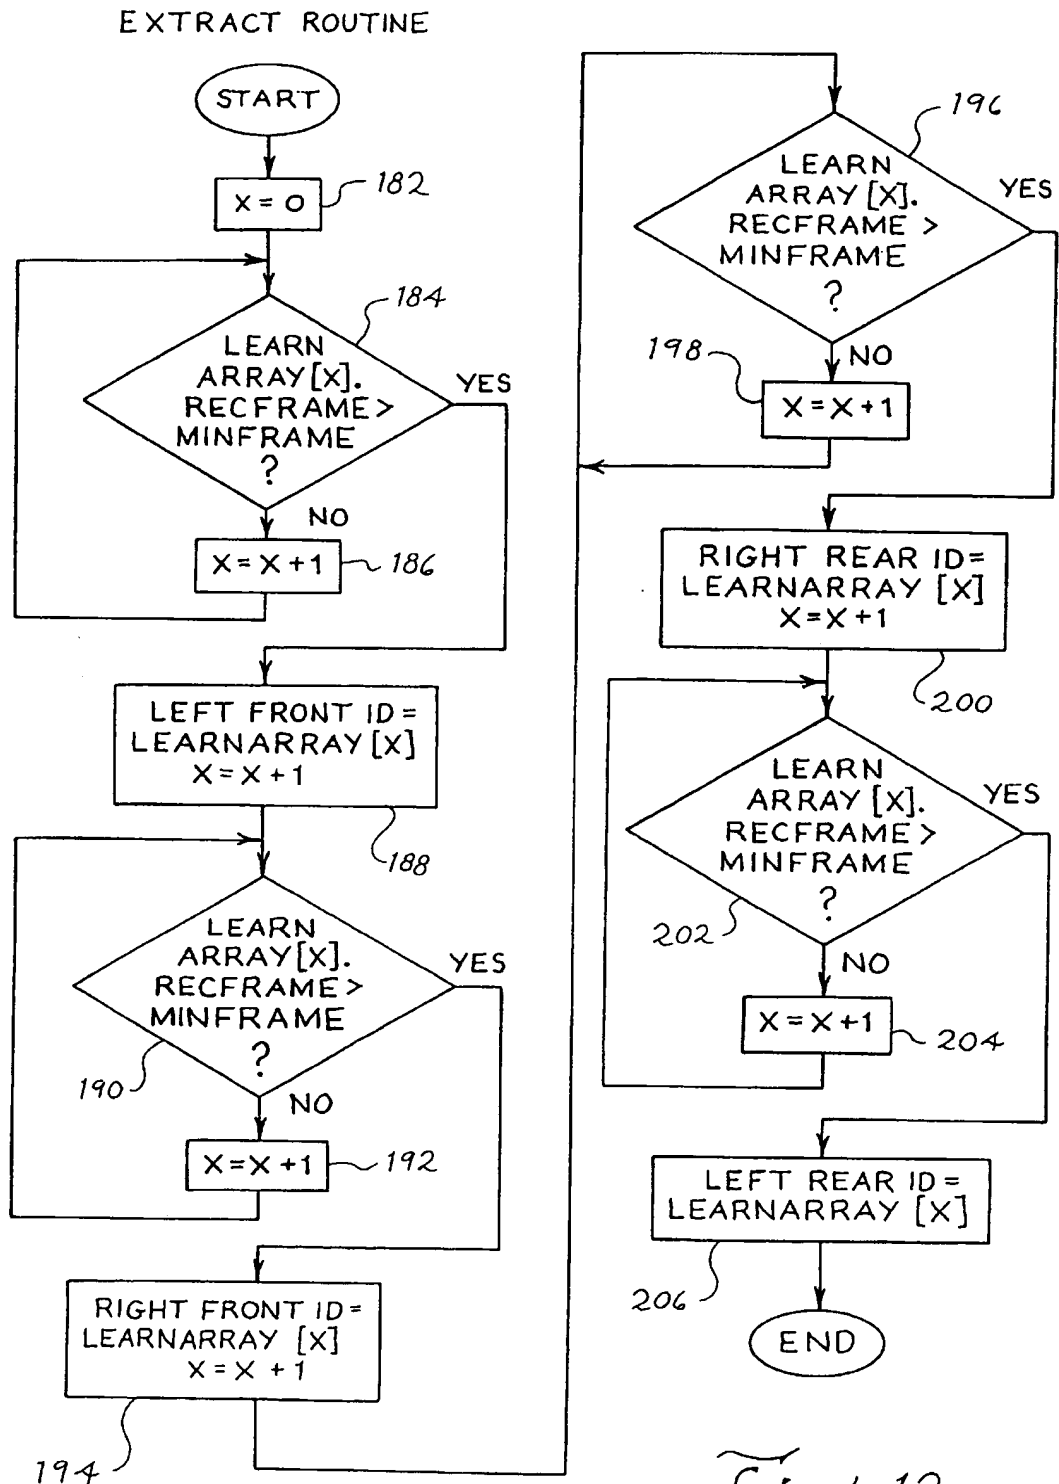 EXTRACT ROUTINE
START
X = 0
182
184
LEARN
ARRAY [X].
RECFRAME >
MINFRAME
?
YES
NO
X = X + 1
186
LEFT FRONT ID =
LEARNARRAY [X]
X = X + 1
188
LEARN
ARRAY [X].
RECFRAME >
MINFRAME
?
YES
190
NO
X = X + 1
192
RIGHT FRONT ID =
LEARNARRAY [X]
X = X + 1
194
196
LEARN
ARRAY [X].
RECFRAME >
MINFRAME
?
YES
198
NO
X = X + 1
RIGHT REAR ID =
LEARNARRAY [X]
X = X + 1
200
LEARN
ARRAY [X].
RECFRAME >
MINFRAME
?
YES
202
NO
X = X + 1
204
LEFT REAR ID =
LEARNARRAY [X]
206
END